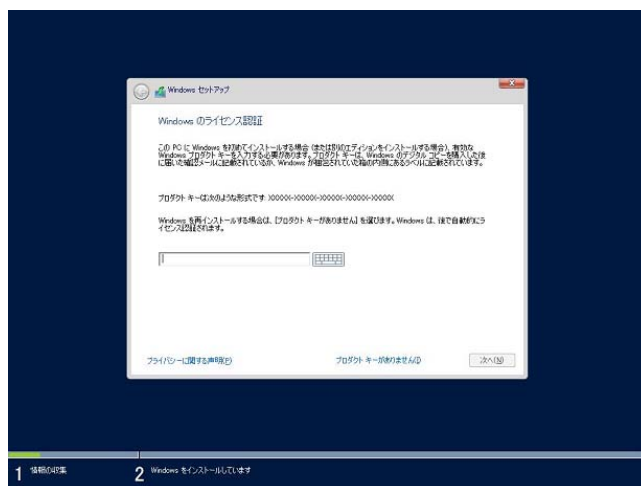 Windows セットアップ
Windows のライセンス認証
この PC に Windows を初めてインストールする場合 (または別のエディションをインストールする場合)、有効な
Windows プロダクト キーを入力する必要があります。プロダクト キーは、Windows のデジタル コピーを購入した後
に届いた確認メールに記載されているか、Windows が梱包されていた箱の内側にあるラベルに記載されています。
プロダクト キーは次のような形式です: XXXXX-XXXXX-XXXXX-XXXXX-XXXXX
Windows を再インストールする場合は、[プロダクト キーがありません] を選びます。Windows は、後で自動的にラ
イセンス認証されます。
プライバシーに関する声明(P)
プロダクト キーがありません(I)
次へ(N)
1 情報の収集
2 Windows をインストールしています